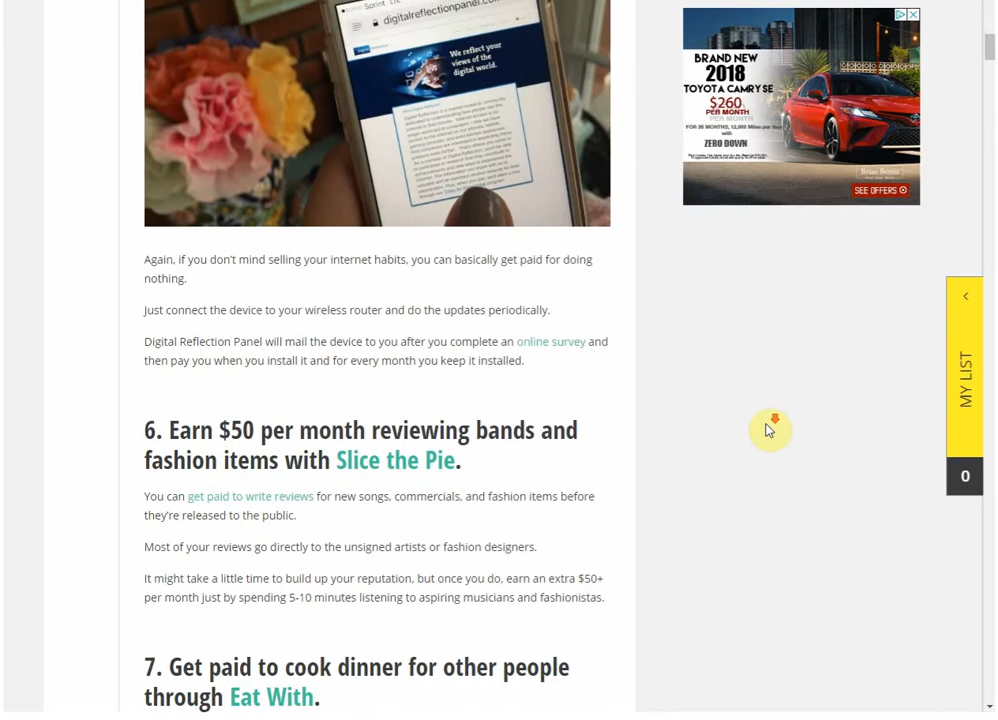 Sprint LTE
digitalreflectionpanel.com
We reflect your
views of the
digital world.
BRAND NEW
2018
TOYOTA CAMRY SE
$260
PER MONTH
PER MONTH
with
ZERO DOWN
SEE OFFERS
Again, if you don’t mind selling your internet habits, you can basically get paid for doing
nothing.
Just connect the device to your wireless router and do the updates periodically.
Digital Reflection Panel will mail the device to you after you complete an online survey and
then pay you when you install it and for every month you keep it installed.
MY LIST
0
6. Earn $50 per month reviewing bands and
fashion items with Slice the Pie.
You can get paid to write reviews for new songs, commercials, and fashion items before
they’re released to the public.
Most of your reviews go directly to the unsigned artists or fashion designers.
It might take a little time to build up your reputation, but once you do, earn an extra $50+
per month just by spending 5-10 minutes listening to aspiring musicians and fashionistas.
7. Get paid to cook dinner for other people
through Eat With.